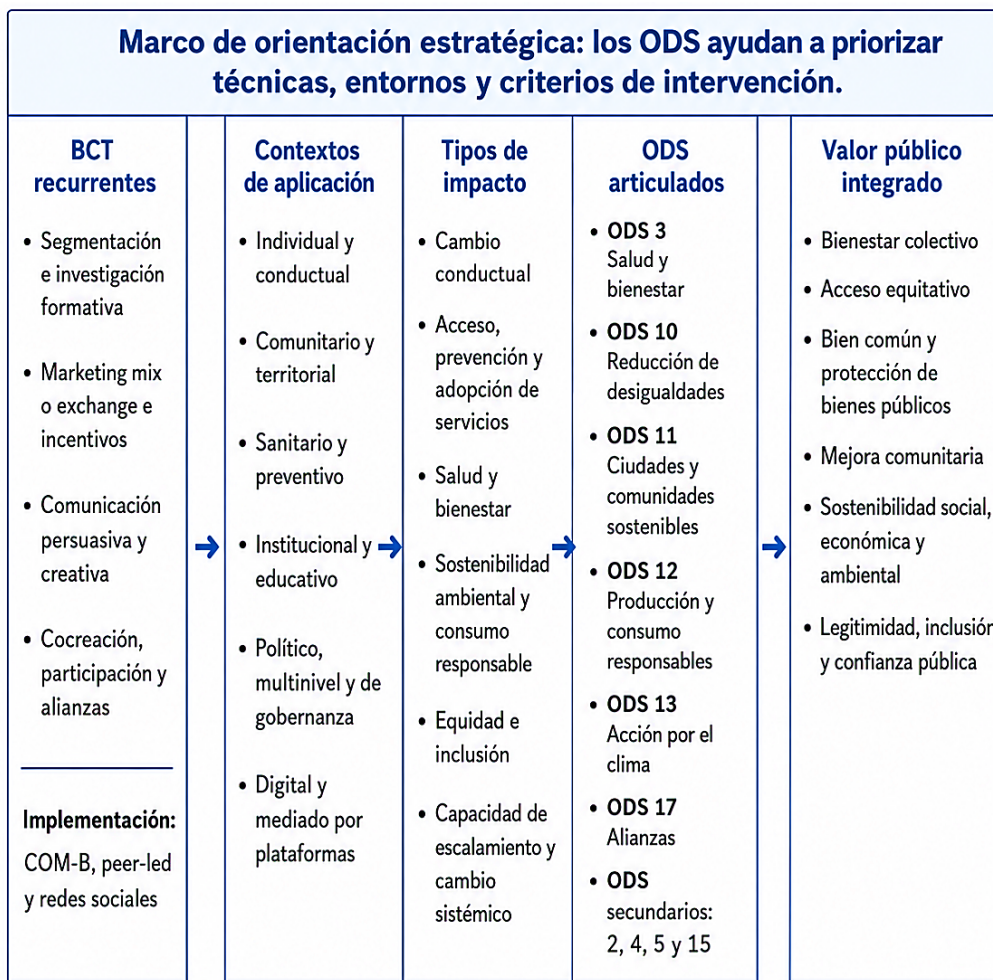 Marco de orientación estratégica: los ODS ayudan a priorizar
técnicas, entornos y criterios de intervención.
BCT
recurrentes
• Segmentación
e investigación
formativa
• Marketing mix
o exchange e
incentivos
• Comunicación
persuasiva y
creativa
• Cocreación,
participación y
alianzas
Implementación:
COM-B, peer-led
y redes sociales
Contextos
de aplicación
• Individual y
conductual
• Comunitario y
territorial
• Sanitario y
preventivo
• Institucional y
educativo
• Político,
multinivel y de
gobernanza
• Digital y
mediado por
plataformas
Tipos de
impacto
• Cambio
conductual
• Acceso,
prevención y
adopción de
servicios
• Salud y
bienestar
• Sostenibilidad
ambiental y
consumo
responsable
• Equidad e
inclusión
• Capacidad de
escalamiento y
cambio
sistémico
ODS
articulados
• ODS 3
Salud y
bienestar
• ODS 10
Reducción de
desigualdades
• ODS 11
Ciudades y
comunidades
sostenibles
• ODS 12
Producción y
consumo
responsables
• ODS 13
Acción por el
clima
• ODS 17
Alianzas
• ODS
secundarios:
2, 4, 5 y 15
Valor público
integrado
• Bienestar colectivo
• Acceso equitativo
• Bien común y
protección de
bienes públicos
• Mejora comunitaria
• Sostenibilidad social,
económica y
ambiental
• Legitimidad, inclusión
y confianza pública